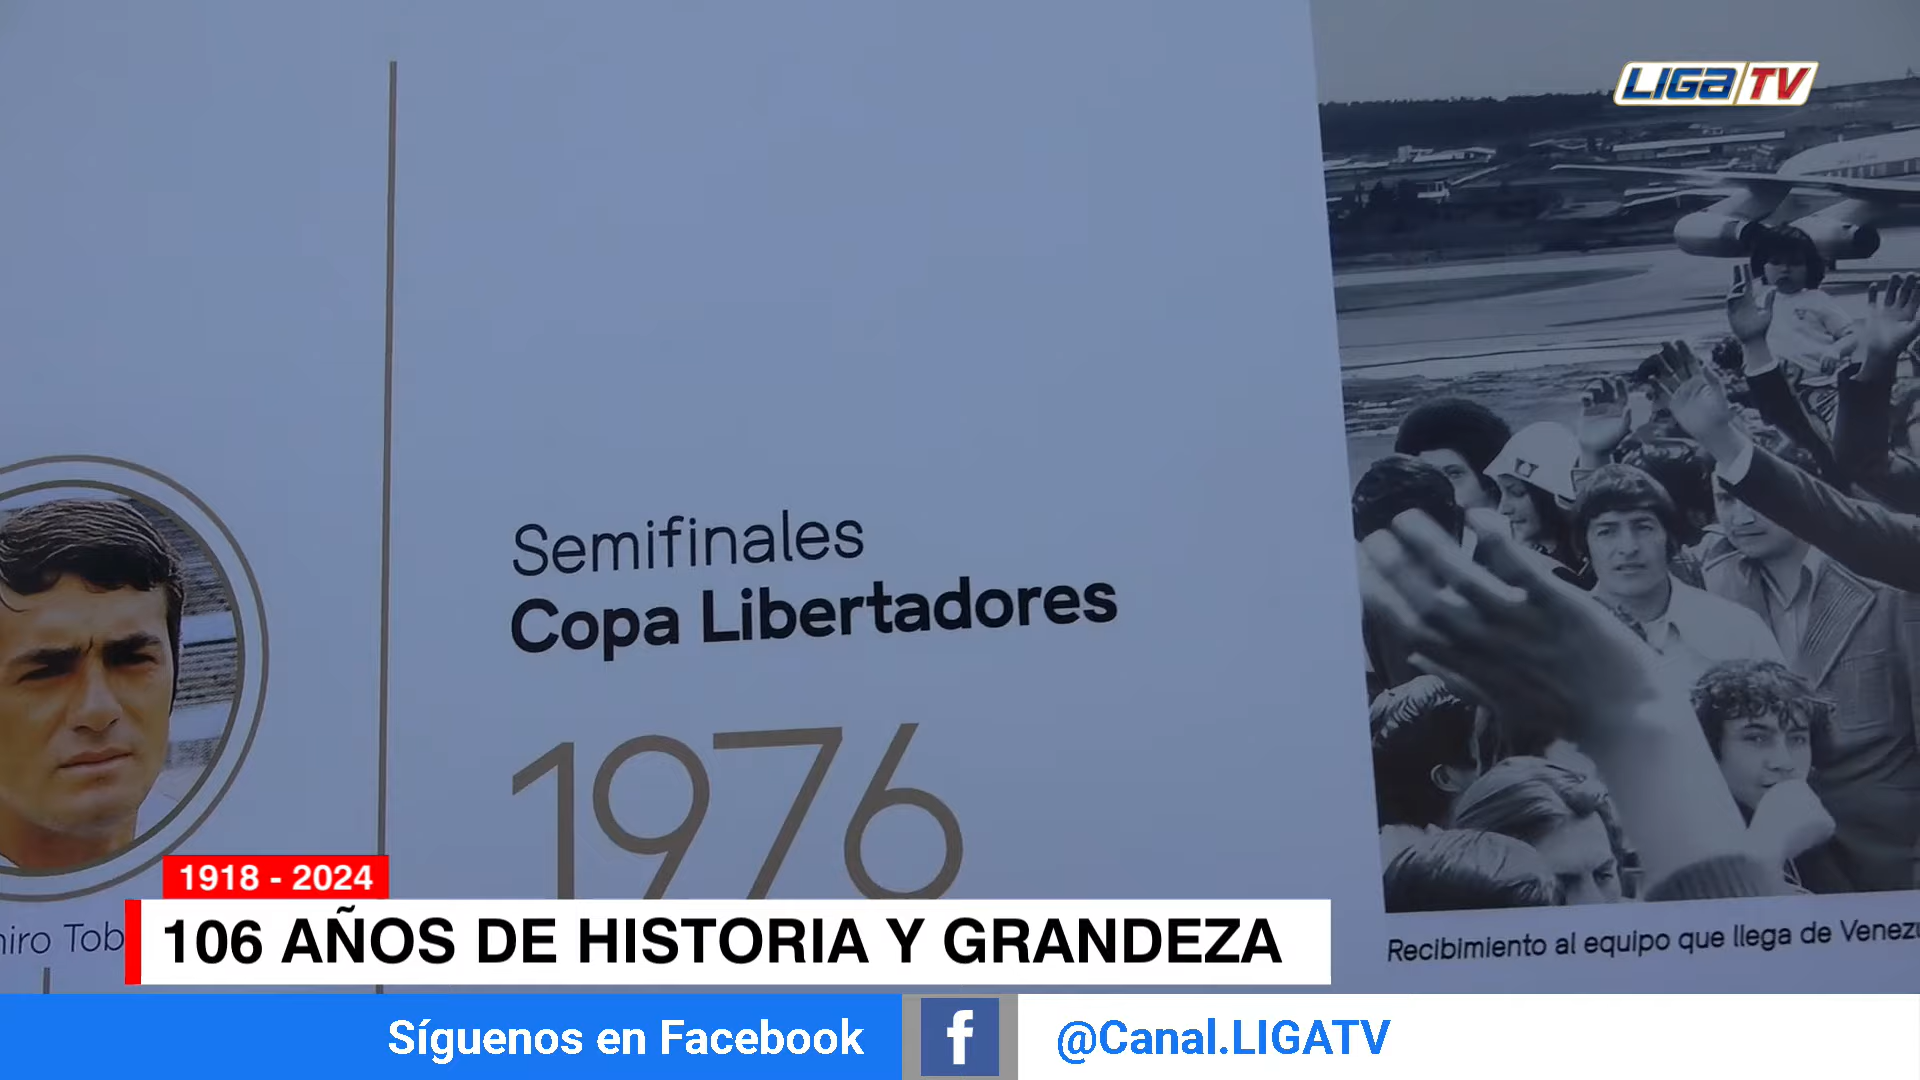 LIGA TV
Semifinales
Copa Libertadores
1976
1918 - 2024
106 AÑOS DE HISTORIA Y GRANDEZA
Recibimiento al equipo que llega de
Síguenos en Facebook
f
@Canal.LIGATV